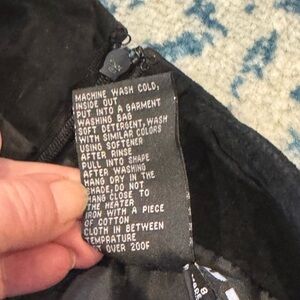 MACHINE WASH COLD,
INSIDE OUT
PUT INTO A GARMENT
WASHING BAG
SOFT DETERGENT, WASH
WITH SIMILAR COLORS
USING SOFTENER
AFTER RINSE
PULL INTO SHAPE
AFTER WASHING
HANG DRY IN THE
SHADE, DO NOT
HANG CLOSE TO
THE HEATER
IRON WITH A PIECE
OF COTTON
CLOTH IN BETWEEN
TEMPRATURE
NOT OVER 200F